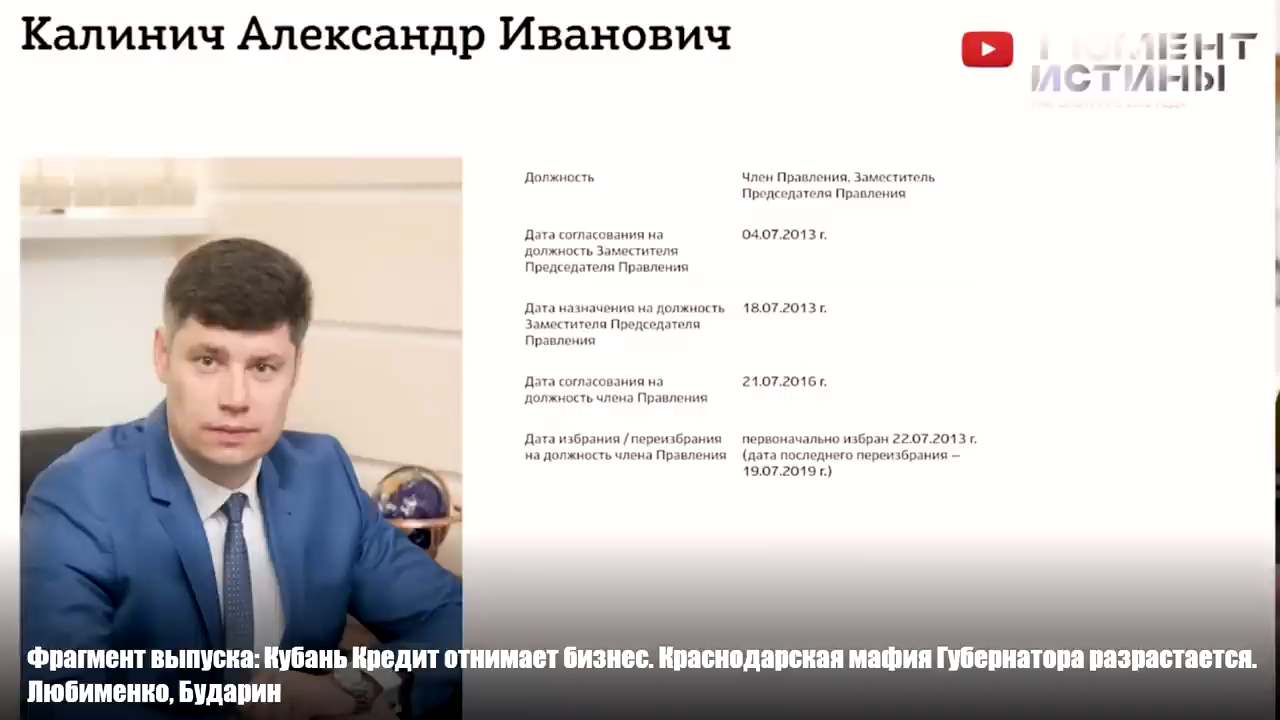 Калинич Александр Иванович
МОМЕНТ
ИСТИНЫ
Должность
Член Правления, Заместитель
Председателя Правления
Дата согласования на
должность Заместителя
Председателя Правления
04.07.2013 г.
Дата назначения на должность
Заместителя Председателя
Правления
18.07.2013 г.
Дата согласования на
должность члена Правления
21.07.2016 г.
Дата избрания / переизбрания
на должность члена Правления
первоначально избран 22.07.2013 г.
(дата последнего переизбрания –
19.07.2019 г.)
Фрагмент выпуска: Кубань Кредит отнимает бизнес. Краснодарская мафия Губернатора разрастается.
Любименко, Бударин